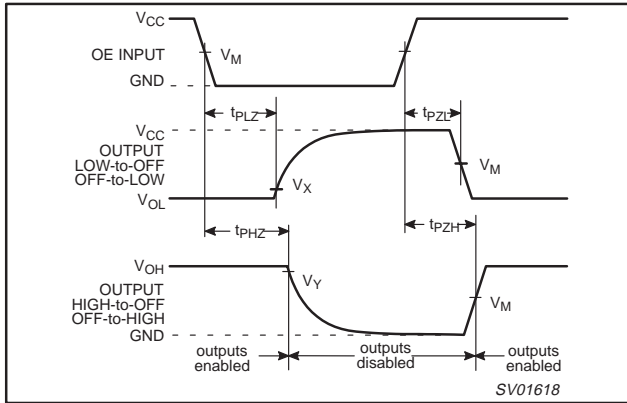 VCC
OE INPUT
VM
GND
tPLZ
tPZL
VCC
OUTPUT
LOW-to-OFF
OFF-to-LOW
VM
VX
VOL
tPHZ
tPZH
VOH
VY
OUTPUT
HIGH-to-OFF
OFF-to-HIGH
VM
GND
outputs
enabled
outputs
disabled
outputs
enabled
SV01618